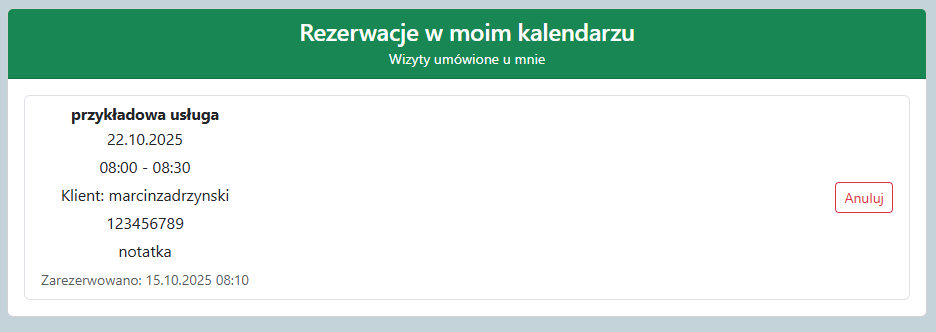 Rezerwacje w moim kalendarzu
Wizyty umówione u mnie
przykładowa usługa
22.10.2025
08:00 - 08:30
Klient: marcinzadrzynski
123456789
notatka
Zarezerwowano: 15.10.2025 08:10
Anuluj